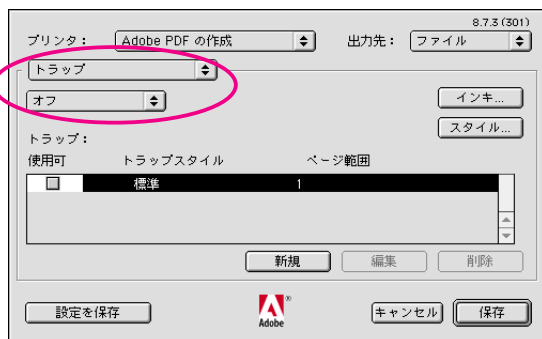 8.7.3 (301)
プリンタ： Adobe PDF の作成 出力先： ファイル
トラップ
オフ インキ...
スタイル...
トラップ：
使用可 トラップスタイル ページ範囲
標準 1
新規 編集 削除
設定を保存 Adobe® キャンセル 保存